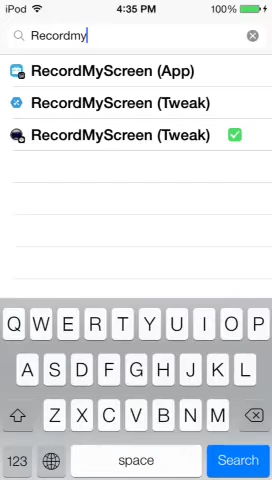 iPod 4:35 PM 100%
Recordmy
RecordMyScreen (App)
RecordMyScreen (Tweak)
RecordMyScreen (Tweak)
Q W E R T Y U I O P
A S D F G H J K L
Z X C V B N M
123 space Search